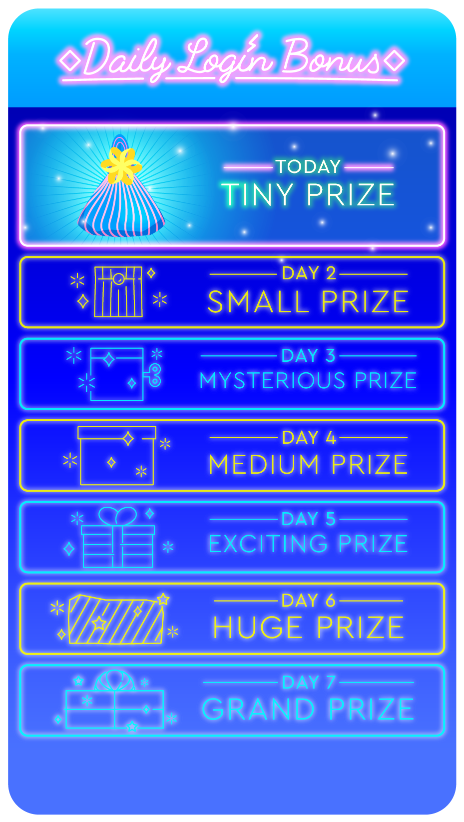 Daily Login Bonus
TODAY
TINY PRIZE
DAY 2
SMALL PRIZE
DAY 3
MYSTERIOUS PRIZE
DAY 4
MEDIUM PRIZE
DAY 5
EXCITING PRIZE
DAY 6
HUGE PRIZE
DAY 7
GRAND PRIZE